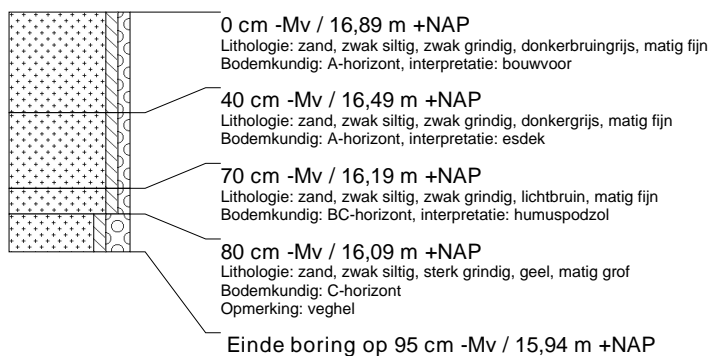 0 cm -Mv / 16,89 m +NAP
Lithologie: zand, zwak siltig, zwak grindig, donkerbruingrijs, matig fijn
Bodemkundig: A-horizont, interpretatie: bouwvoor
40 cm -Mv / 16,49 m +NAP
Lithologie: zand, zwak siltig, zwak grindig, donkergrijs, matig fijn
Bodemkundig: A-horizont, interpretatie: esdek
70 cm -Mv / 16,19 m +NAP
Lithologie: zand, zwak siltig, zwak grindig, lichtbruin, matig fijn
Bodemkundig: BC-horizont, interpretatie: humuspodzol
80 cm -Mv / 16,09 m +NAP
Lithologie: zand, zwak siltig, sterk grindig, geel, matig grof
Bodemkundig: C-horizont
Opmerking: veghel
Einde boring op 95 cm -Mv / 15,94 m +NAP